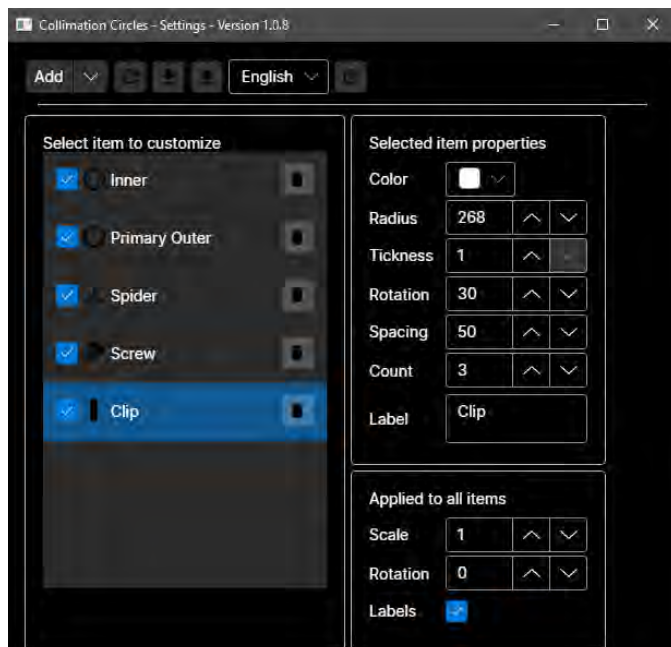 Collimation Circles - Settings - Version 1.0.8
Add
English
Select item to customize
Inner
Primary Outer
Spider
Screw
Clip
Selected item properties
Color
Radius 268
Tickness 1
Rotation 30
Spacing 50
Count 3
Label Clip
Applied to all items
Scale 1
Rotation 0
Labels